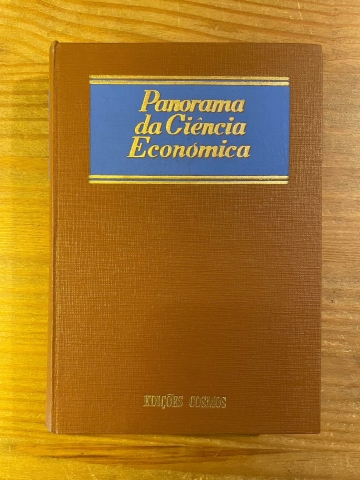 Panorama
da Ciência
Económica
EDIÇÕES COSMOS